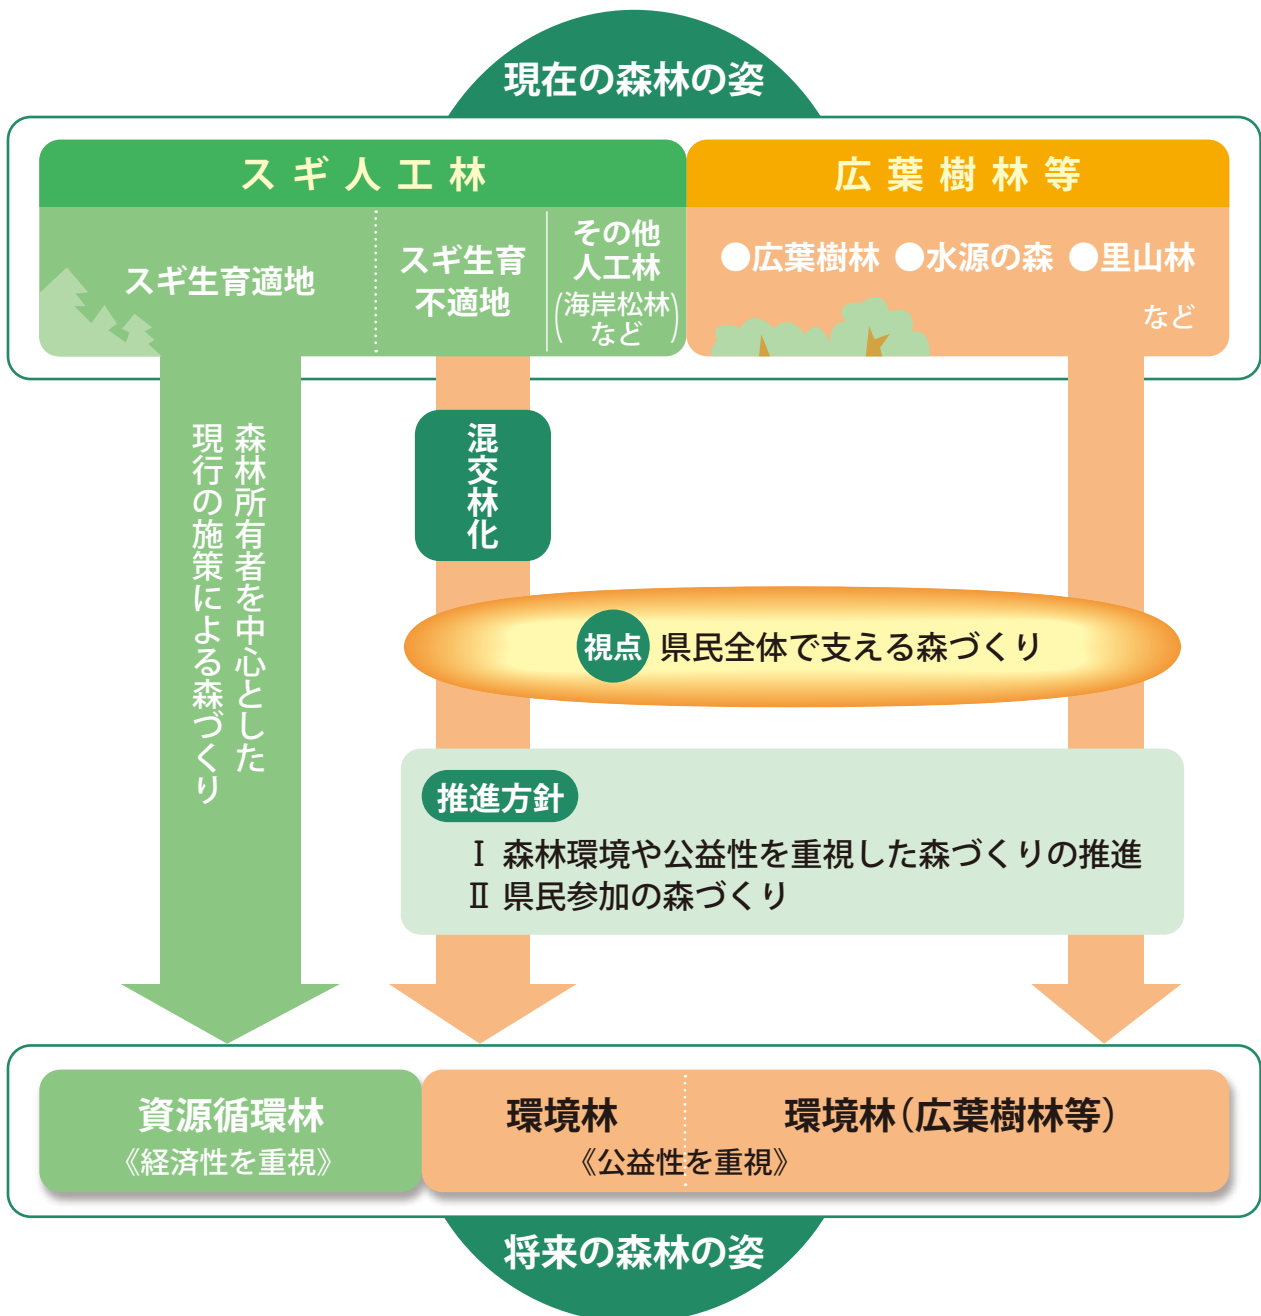 現在の森林の姿
スギ人工林
広葉樹林等
スギ生育適地
スギ生育
不適地
その他
人工林
(海岸松林
など)
●広葉樹林 ●水源の森 ●里山林
など
森林所有者を中心とした
現行の施策による森づくり
混交林化
視点 県民全体で支える森づくり
推進方針
Ⅰ 森林環境や公益性を重視した森づくりの推進
Ⅱ 県民参加の森づくり
資源循環林
《経済性を重視》
環境林
環境林(広葉樹林等)
《公益性を重視》
将来の森林の姿